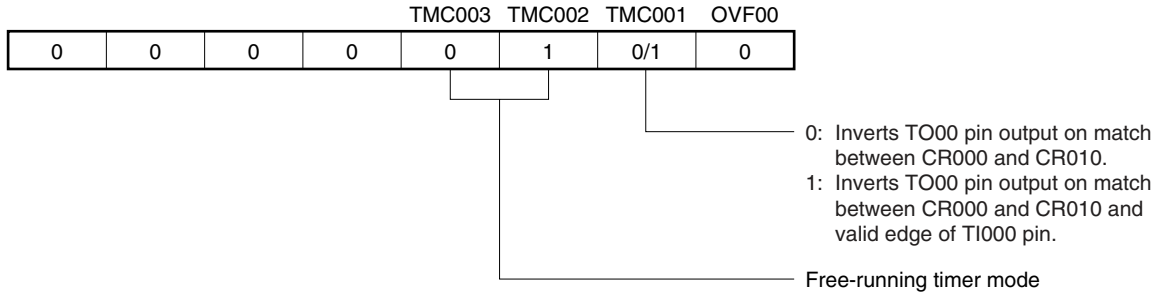 TMC003 TMC002 TMC001 OVF00
0 0 0 0 0 1 0/1 0
0: Inverts TO00 pin output on match
between CR000 and CR010.
1: Inverts TO00 pin output on match
between CR000 and CR010 and
valid edge of TI000 pin.
Free-running timer mode